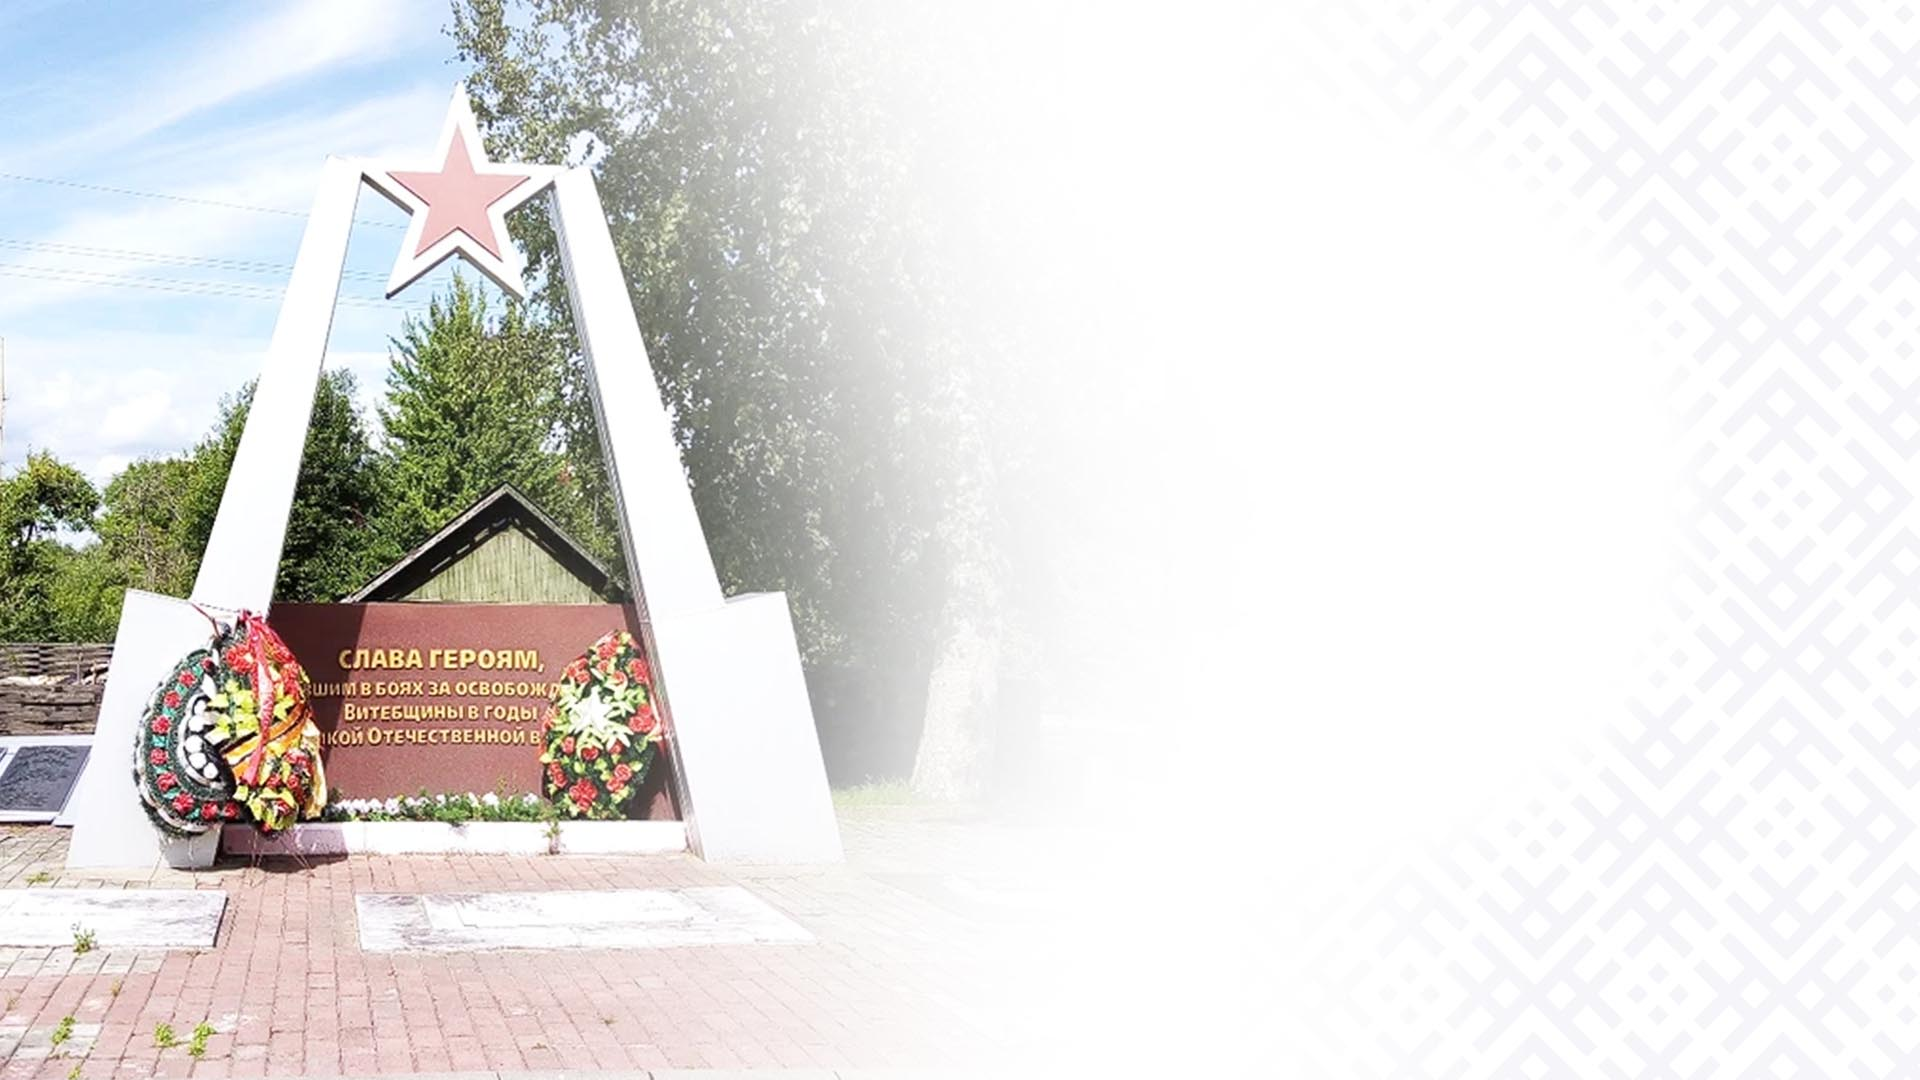 СЛАВА ГЕРОЯМ,
В БОЯХ ЗА
ВИТЕБЩИНЫ В ГОДЫ
ОТЕЧЕСТВЕННОЙ